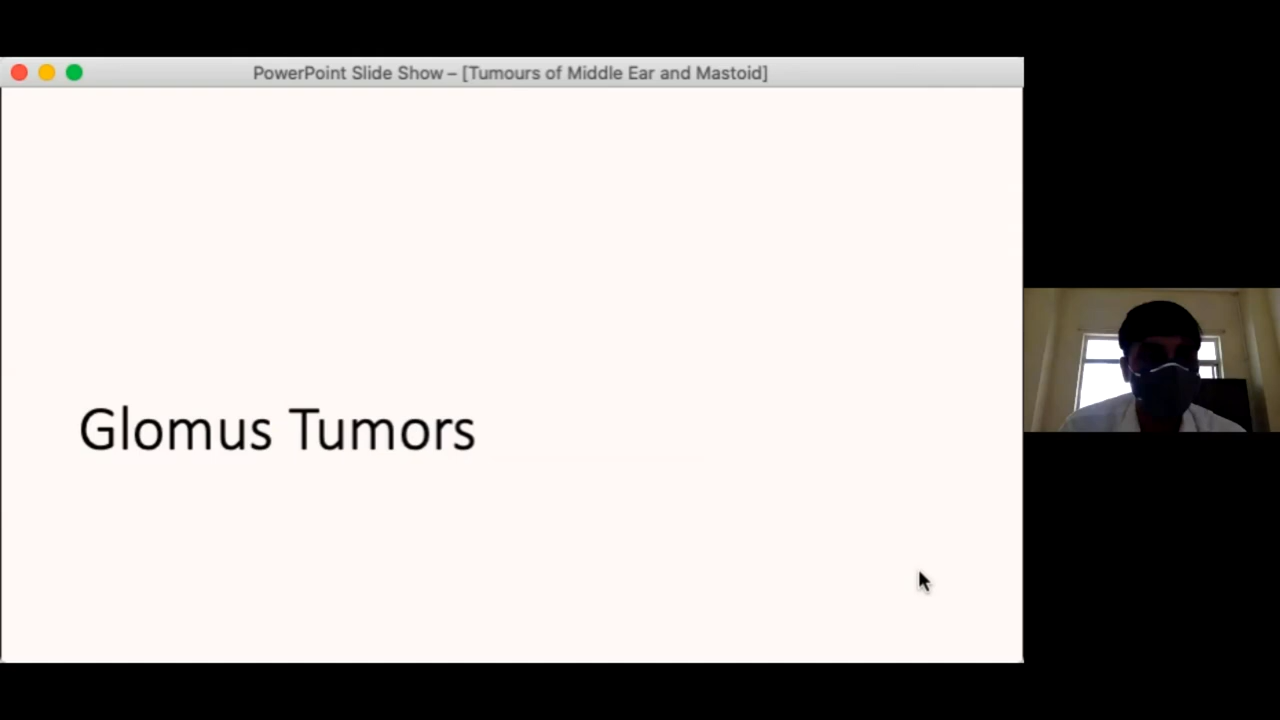 PowerPoint Slide Show – [Tumours of Middle Ear and Mastoid]
Glomus Tumors